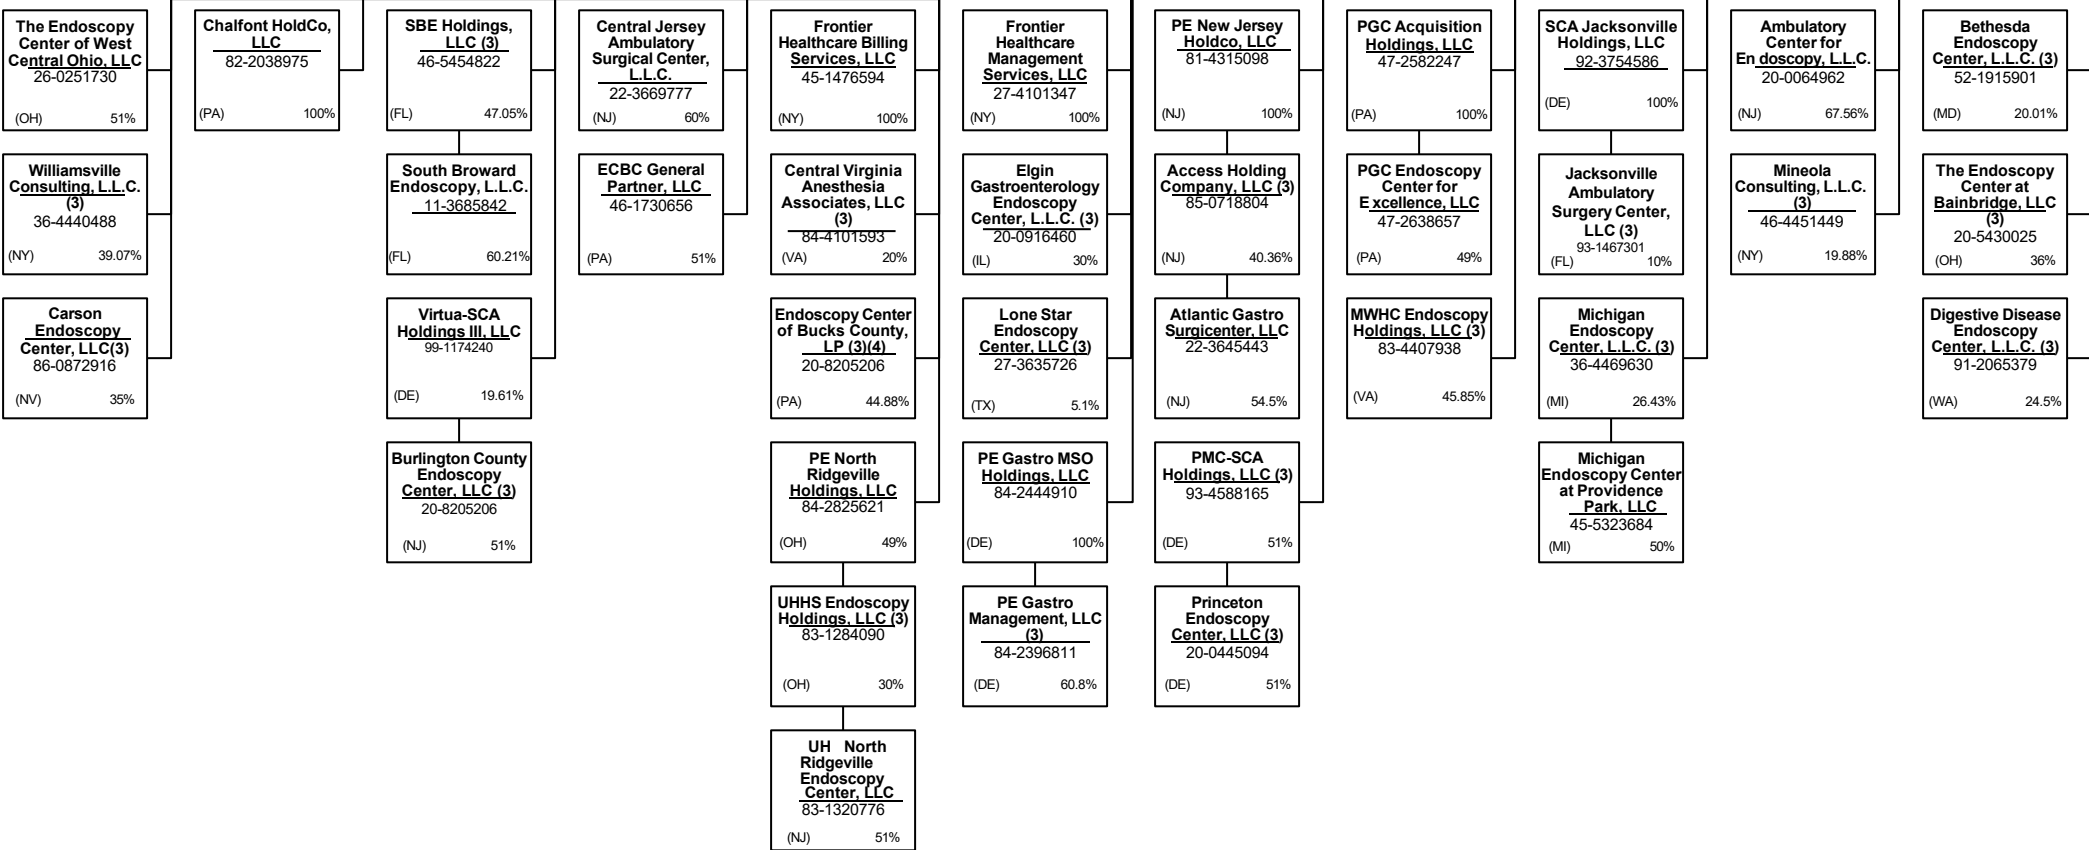 The Endoscopy
Center of West
Central Ohio, LLC
26-0251730
(OH) 51%
Williamsville
Consulting, L.L.C.
(3)
36-4440488
(NY) 39.07%
Carson
Endoscopy
Center, LLC(3)
86-0872916
(NV) 35%
Chalfont HoldCo,
LLC
82-2038975
(PA) 100%
SBE Holdings,
LLC (3)
46-5454822
(FL) 47.05%
South Broward
Endoscopy, L.L.C.
11-3685842
(FL) 60.21%
Virtua-SCA
Holdings III, LLC
99-1174240
(DE) 19.61%
Burlington County
Endoscopy
Center, LLC (3)
20-8205206
(NJ) 51%
Central Jersey
Ambulatory
Surgical Center,
L.L.C.
22-3669777
(NJ) 60%
ECBC General
Partner, LLC
46-1730656
(PA) 51%
Frontier
Healthcare Billing
Services, LLC
45-1476594
(NY) 100%
Central Virginia
Anesthesia
Associates, LLC
(3)
84-4101593
(VA) 20%
Endoscopy Center
of Bucks County,
LP (3)(4)
20-8205206
(PA) 44.88%
PE North
Ridgeville
Holdings, LLC
84-2825621
(OH) 49%
UHHS Endoscopy
Holdings, LLC (3)
83-1284090
(OH) 30%
UH North
Ridgeville
Endoscopy
Center, LLC
83-1320776
(NJ) 51%
Frontier
Healthcare
Management
Services, LLC
27-4101347
(NY) 100%
Elgin
Gastroenterology
Endoscopy
Center, L.L.C. (3)
20-0916460
(IL) 30%
Lone Star
Endoscopy
Center, LLC (3)
27-3635726
(TX) 5.1%
PE Gastro MSO
Holdings, LLC
84-2444910
(DE) 100%
PE Gastro
Management, LLC
(3)
84-2396811
(DE) 60.8%
PE New Jersey
Holdco, LLC
81-4315098
(NJ) 100%
Access Holding
Company, LLC (3)
85-0718804
(NJ) 40.36%
Atlantic Gastro
Surgicenter, LLC
22-3645443
(NJ) 54.5%
PMC-SCA
Holdings, LLC (3)
93-4588165
(DE) 51%
Princeton
Endoscopy
Center, LLC (3)
20-0445094
(DE) 51%
PGC Acquisition
Holdings, LLC
47-2582247
(PA) 100%
PGC Endoscopy
Center for
Excellence, LLC
47-2638657
(PA) 49%
MWHC Endoscopy
Holdings, LLC (3)
83-4407938
(VA) 45.85%
SCA Jacksonville
Holdings, LLC
92-3754586
(DE) 100%
Jacksonville
Ambulatory
Surgery Center,
LLC (3)
93-1467301
(FL) 10%
Michigan
Endoscopy
Center, L.L.C. (3)
36-4469630
(MI) 26.43%
Michigan
Endoscopy Center
at Providence
Park, LLC
45-5323684
(MI) 50%
Ambulatory
Center for
Endoscopy, L.L.C.
20-0064962
(NJ) 67.56%
Mineola
Consulting, L.L.C.
(3)
46-4451449
(NY) 19.88%
Bethesda
Endoscopy
Center, L.L.C. (3)
52-1915901
(MD) 20.01%
The Endoscopy
Center at
Bainbridge, LLC
(3)
20-5430025
(OH) 36%
Digestive Disease
Endoscopy
Center, L.L.C. (3)
91-2065379
(WA) 24.5%